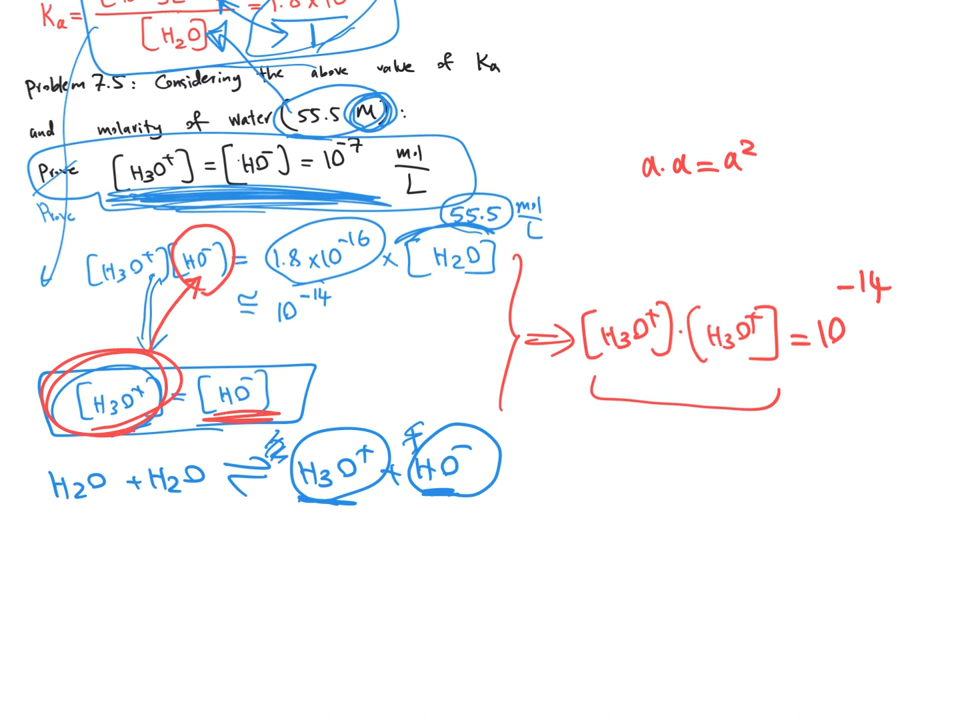 Ka = [H2O] = 1.8×10 1
Problem 7.5: Considering the above value of Ka
and molarity of water (55.5 M):
Prove [H3O+] = [HO-] = 10^-7 mol/L
Prove
55.5 mol/L
[H3O+][HO-] = 1.8×10^-16 × [H2O]
≅ 10^-14
[H3O+] = [HO-]
H2O + H2O ⇌ H3O+ + HO-
a.a = a²
⇒ [H3O+]·[H3O+] = 10^-14